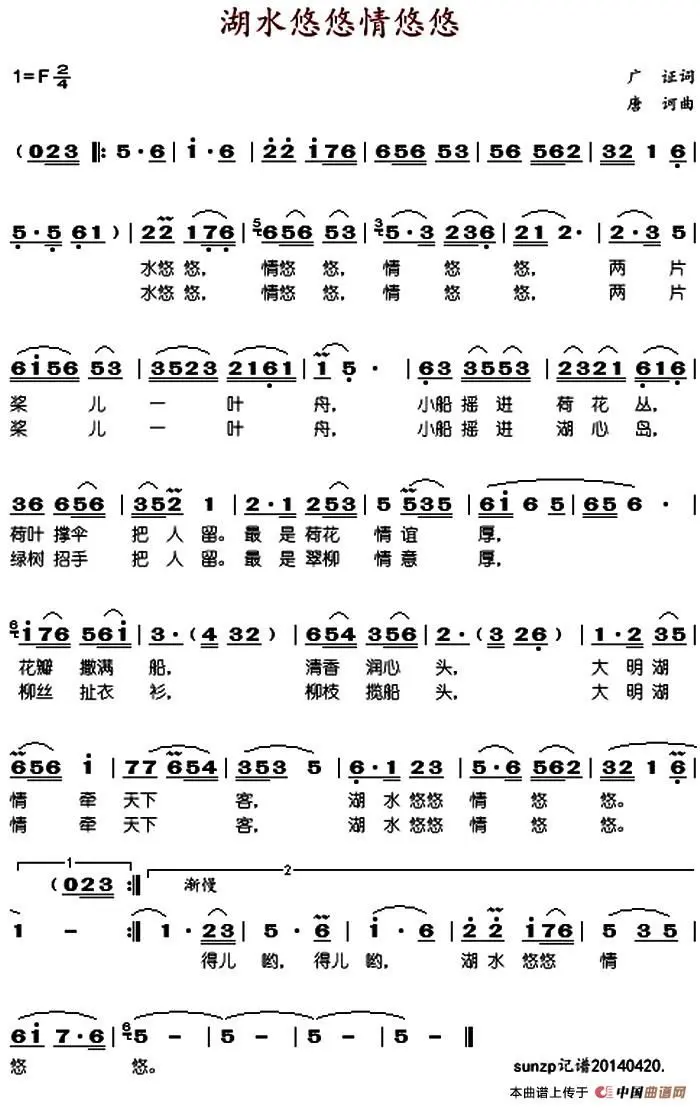 湖水悠悠情悠悠
1=F 2/4
广 证词
唐 诃曲
(023 ‖: 5·6 | i·6 | 22 i76 | 656 53 | 56 562 | 32 1 6 |
5·5 61 ) | 22 176 | 5 656 53 | 3 5·3 236 | 21 2· | 2·3 5 |
水悠 悠, 情悠 悠, 情 悠 悠, 两 片
水悠 悠, 情悠 悠, 情 悠 悠, 两 片
6i56 53 | 3523 2161 | 1 5 · | 63 3553 | 2321 616 |
桨 儿 一 叶 舟, 小船 摇 进 荷 花 丛,
桨 儿 一 叶 舟, 小船 摇 进 湖 心 岛,
36 656 | 352 1 | 2·1 253 | 5 535 | 6i 6 5 | 65 6 · |
荷叶 撑伞 把 人 留。最 是 荷花 情 谊 厚,
绿树 招手 把 人 留。最 是 翠柳 情 意 厚,
6 i76 56i | 3·(4 32) | 654 356 | 2·(3 26) | 1·2 35 |
花瓣 撒满 船, 清香 润心 头, 大 明 湖
柳丝 扯衣 衫, 柳枝 揽船 头, 大 明 湖
656 i | 77 654 | 353 5 | 6·1 23 | 5·6 562 | 32 1 6 |
情 牵 天下 客, 湖 水 悠悠 情 悠 悠。
情 牵 天下 客, 湖 水 悠悠 情 悠 悠。
1 2
(023 :‖ 渐慢
1 - :‖ 1 · 23 | 5 · 6 | i · 6 | 2 2 i76 | 5 35 |
得儿 哟, 得儿 哟, 湖 水 悠悠 情
6i 7·6 | 6 5 - | 5 - | 5 - | 5 - ‖
悠 悠。
sunzp记谱20140420.
本曲谱上传于 中国曲谱网